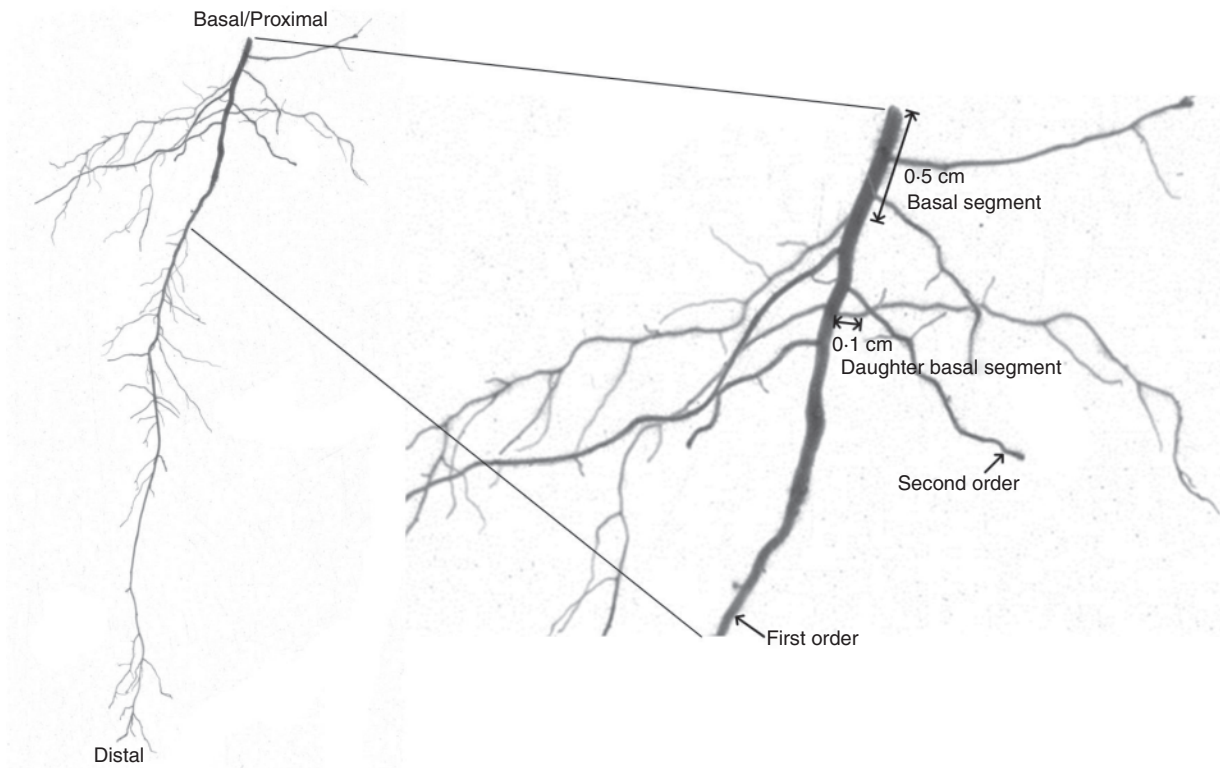 Basal/Proximal
0·5 cm
Basal segment
0·1 cm
Daughter basal segment
Second order
First order
Distal